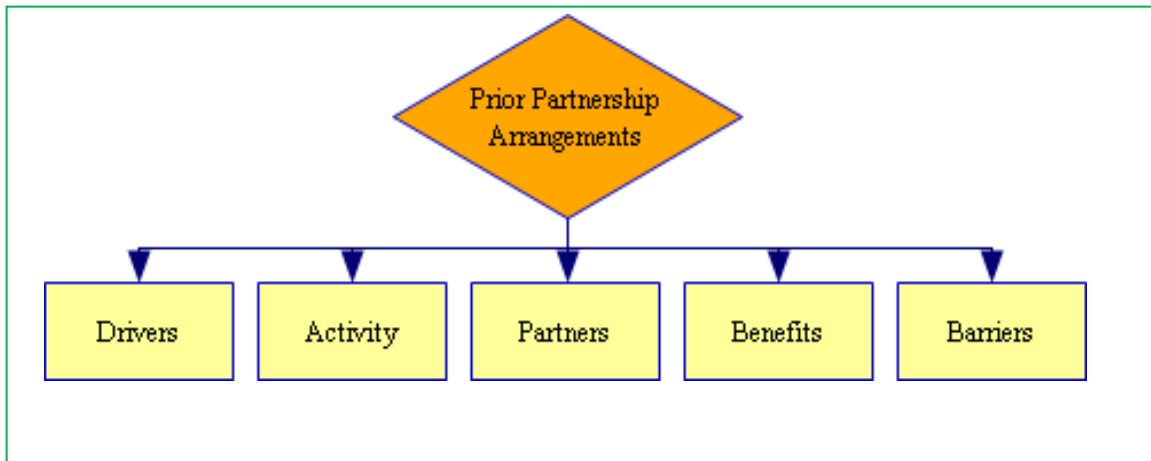 Prior Partnership
Arrangements
Drivers
Activity
Partners
Benefits
Barriers